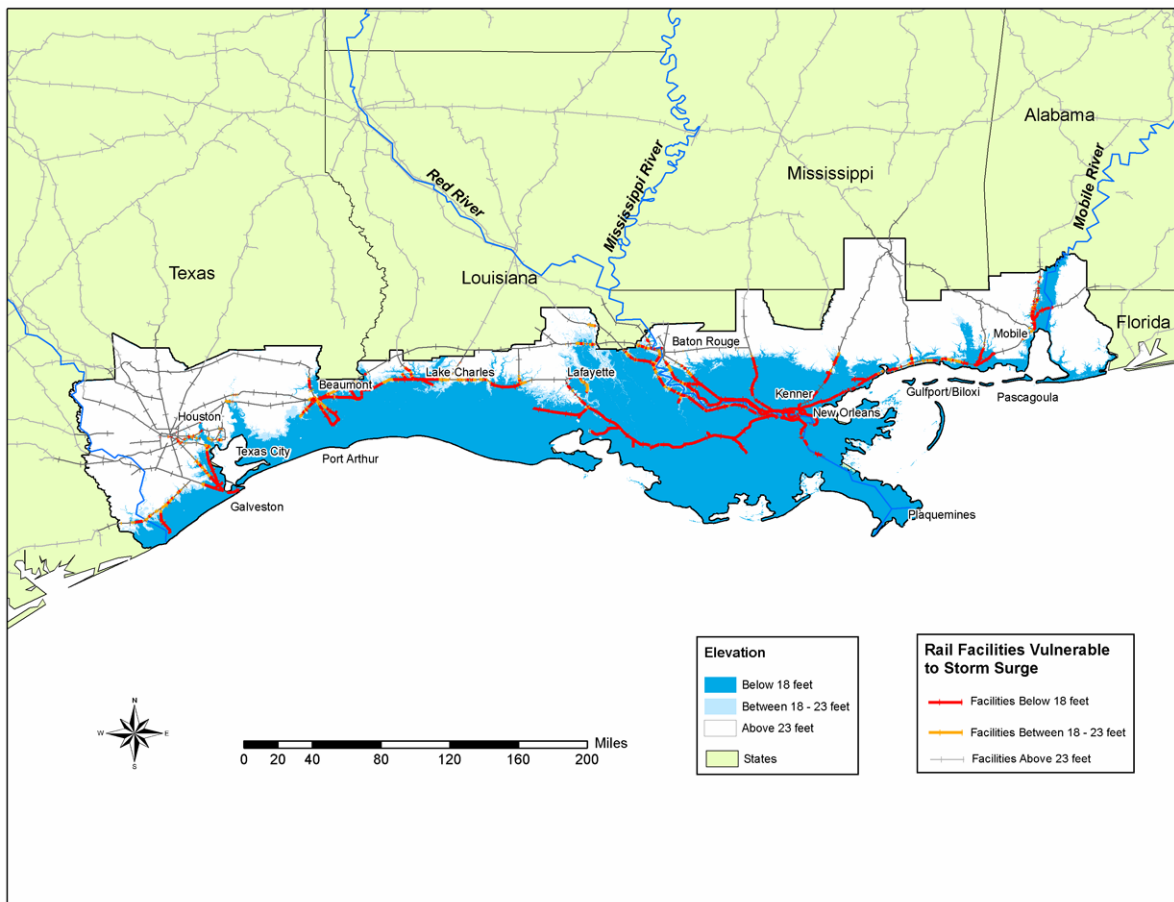 Alabama
Mississippi
Mobile River
Mississippi River
Red River
Texas
Louisiana
Florida
Mobile
Baton Rouge
Lake Charles
Lafayette
Beaumont
Kenner
Gulfport/Biloxi
Pascagoula
New Orleans
Houston
Texas City
Port Arthur
Galveston
Plaquemines
Elevation
Below 18 feet
Between 18 - 23 feet
Above 23 feet
States
Rail Facilities Vulnerable
to Storm Surge
Facilities Below 18 feet
Facilities Between 18 - 23 feet
Facilities Above 23 feet
N
W
E
S
Miles
0 20 40 80 120 160 200